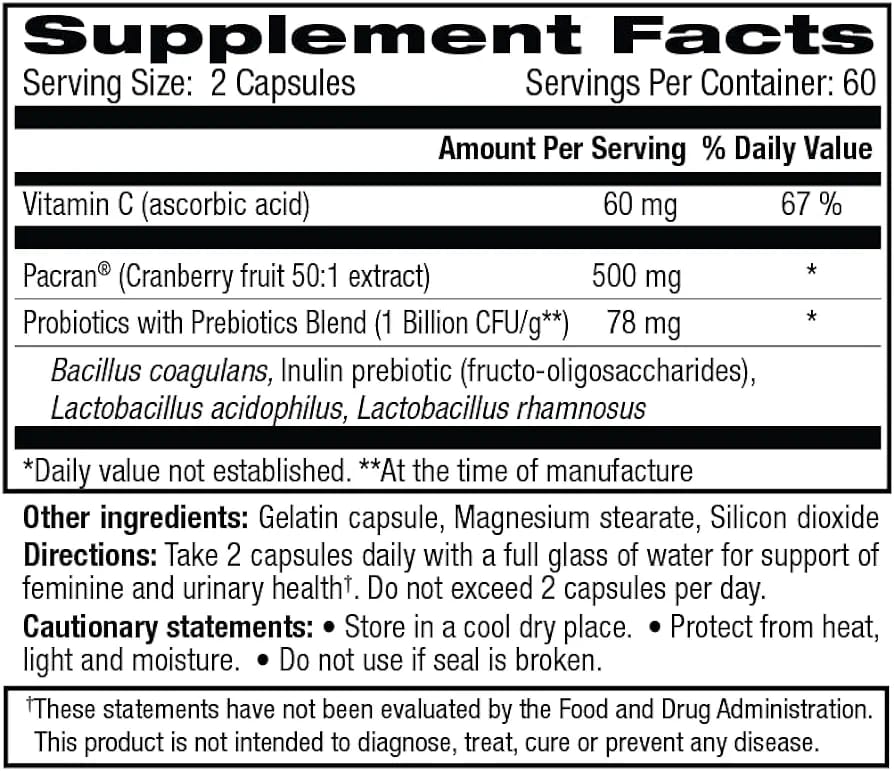 Supplement Facts
Serving Size: 2 Capsules Servings Per Container: 60
Amount Per Serving % Daily Value
Vitamin C (ascorbic acid) 60 mg 67 %
Pacran® (Cranberry fruit 50:1 extract) 500 mg *
Probiotics with Prebiotics Blend (1 Billion CFU/g**) 78 mg *
Bacillus coagulans, Inulin prebiotic (fructo-oligosaccharides),
Lactobacillus acidophilus, Lactobacillus rhamnosus
*Daily value not established. **At the time of manufacture
Other ingredients: Gelatin capsule, Magnesium stearate, Silicon dioxide
Directions: Take 2 capsules daily with a full glass of water for support of
feminine and urinary health†. Do not exceed 2 capsules per day.
Cautionary statements: • Store in a cool dry place. • Protect from heat,
light and moisture. • Do not use if seal is broken.
†These statements have not been evaluated by the Food and Drug Administration.
This product is not intended to diagnose, treat, cure or prevent any disease.